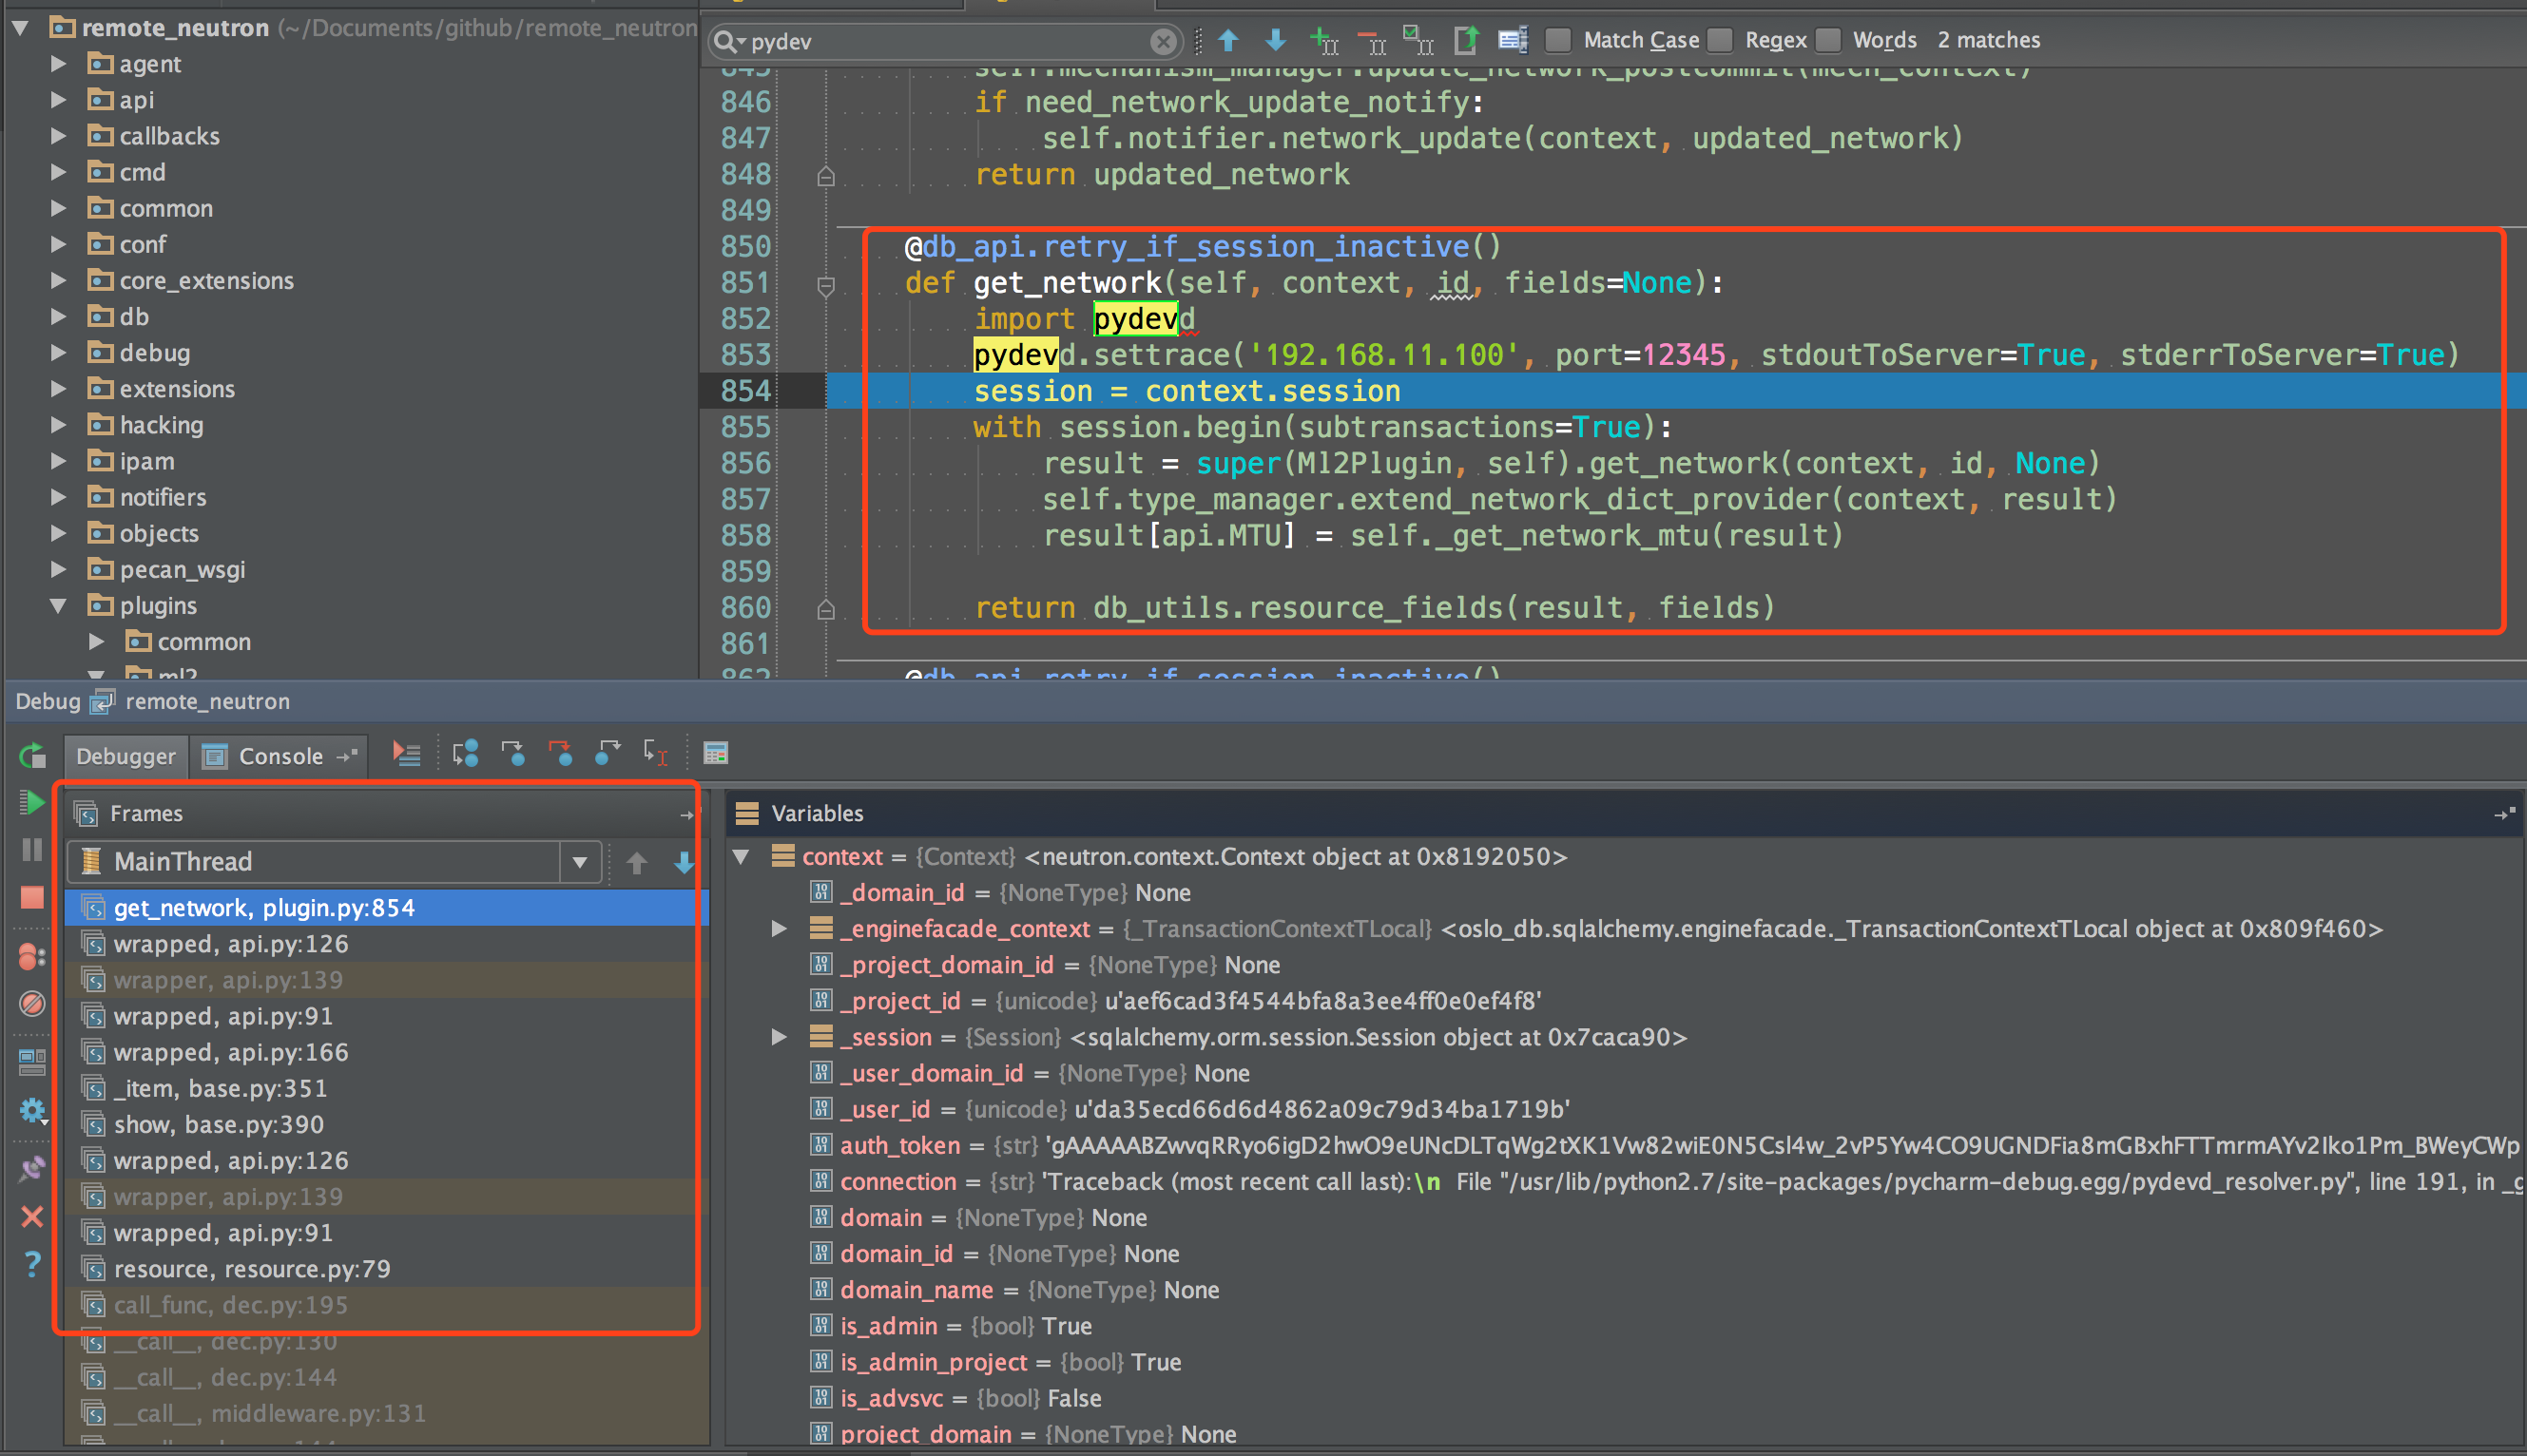 remote_neutron (~/Documents/github/remote_neutron
agent
api
callbacks
cmd
common
conf
core_extensions
db
debug
extensions
hacking
ipam
notifiers
objects
pecan_wsgi
plugins
common
ml2
pydev
Match Case
Regex
Words
2 matches
845 self.mechanism_manager.update_network_postcommit(mech_context)
846 if need_network_update_notify:
847 self.notifier.network_update(context, updated_network)
848 return updated_network
849
850 @db_api.retry_if_session_inactive()
851 def get_network(self, context, id, fields=None):
852 import pydevd
853 pydevd.settrace('192.168.11.100', port=12345, stdoutToServer=True, stderrToServer=True)
854 session = context.session
855 with session.begin(subtransactions=True):
856 result = super(Ml2Plugin, self).get_network(context, id, None)
857 self.type_manager.extend_network_dict_provider(context, result)
858 result[api.MTU] = self._get_network_mtu(result)
859
860 return db_utils.resource_fields(result, fields)
861
862 @db_api.retry_if_session_inactive()
Debug remote_neutron
Debugger
Console
Frames
MainThread
get_network, plugin.py:854
wrapped, api.py:126
wrapper, api.py:139
wrapped, api.py:91
wrapped, api.py:166
_item, base.py:351
show, base.py:390
wrapped, api.py:126
wrapper, api.py:139
wrapped, api.py:91
resource, resource.py:79
call_func, dec.py:195
__call__, dec.py:130
__call__, dec.py:144
__call__, middleware.py:131
Variables
context = {Context} <neutron.context.Context object at 0x8192050>
_domain_id = {NoneType} None
_enginefacade_context = {_TransactionContextTLocal} <oslo_db.sqlalchemy.enginefacade._TransactionContextTLocal object at 0x809f460>
_project_domain_id = {NoneType} None
_project_id = {unicode} u'aef6cad3f4544bfa8a3ee4ff0e0ef4f8'
_session = {Session} <sqlalchemy.orm.session.Session object at 0x7caca90>
_user_domain_id = {NoneType} None
_user_id = {unicode} u'da35ecd66d6d4862a09c79d34ba1719b'
auth_token = {str} 'gAAAAABZwvqRRyo6igD2hwO9eUNcDLTqWg2tXK1Vw82wiE0N5Csl4w_2vP5Yw4CO9UGNDFia8mGBxhFTTmrmAYv2Iko1Pm_BWeyCWp
connection = {str} 'Traceback (most recent call last):\n File "/usr/lib/python2.7/site-packages/pycharm-debug.egg/pydevd_resolver.py", line 191, in _g
domain = {NoneType} None
domain_id = {NoneType} None
domain_name = {NoneType} None
is_admin = {bool} True
is_admin_project = {bool} True
is_advsvc = {bool} False
project_domain = {NoneType} None